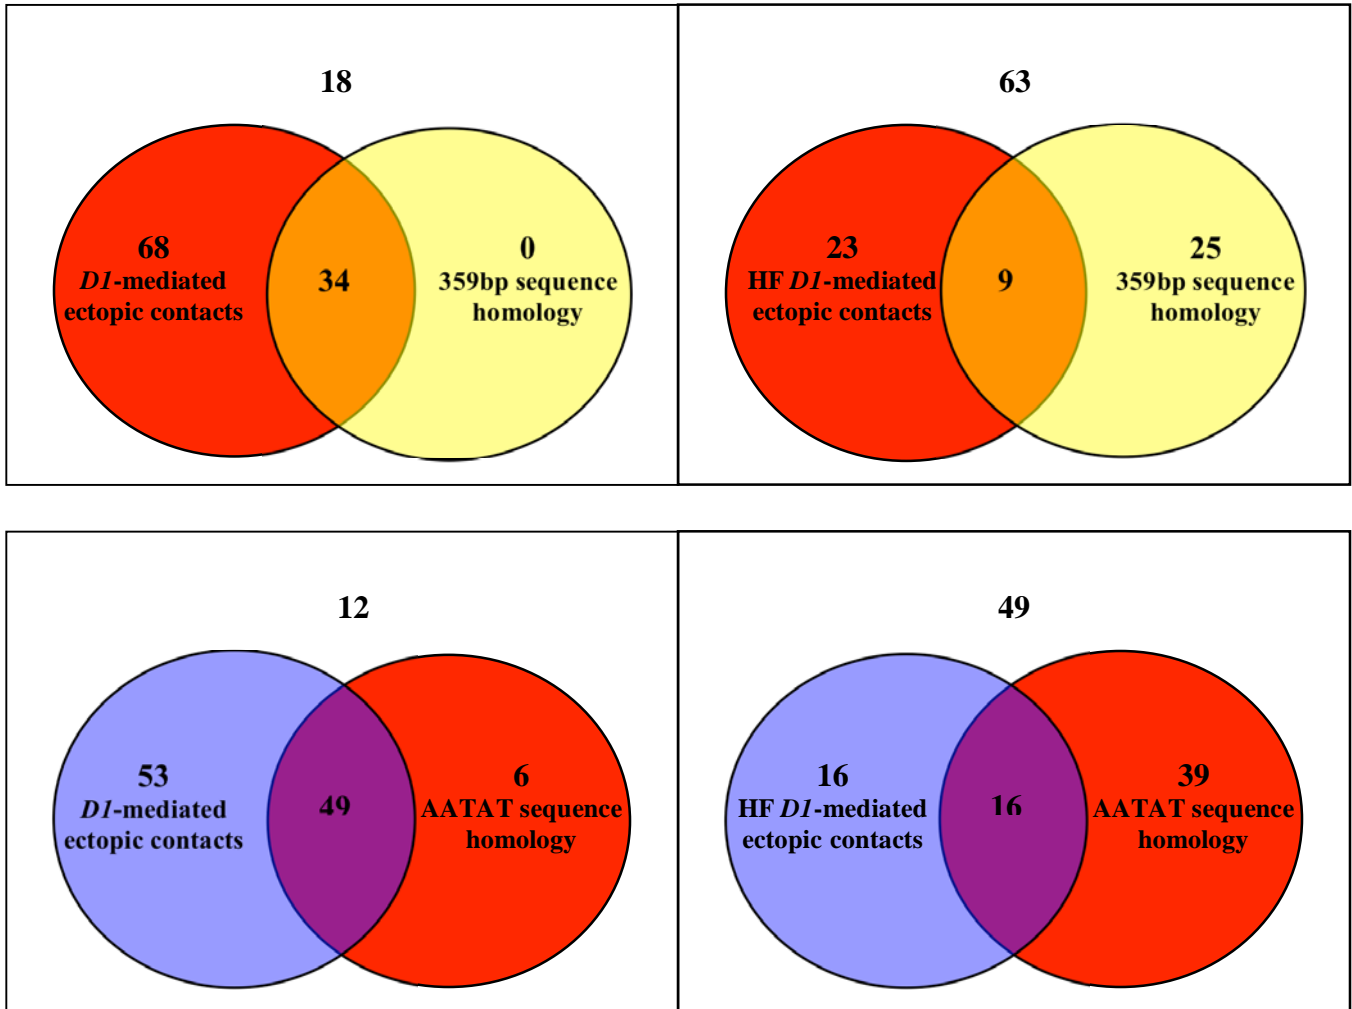 18
68
D1-mediated
ectopic contacts
34
0
359bp sequence
homology
63
23
HF D1-mediated
ectopic contacts
9
25
359bp sequence
homology
12
53
D1-mediated
ectopic contacts
49
6
AATAT sequence
homology
49
16
HF D1-mediated
ectopic contacts
16
39
AATAT sequence
homology